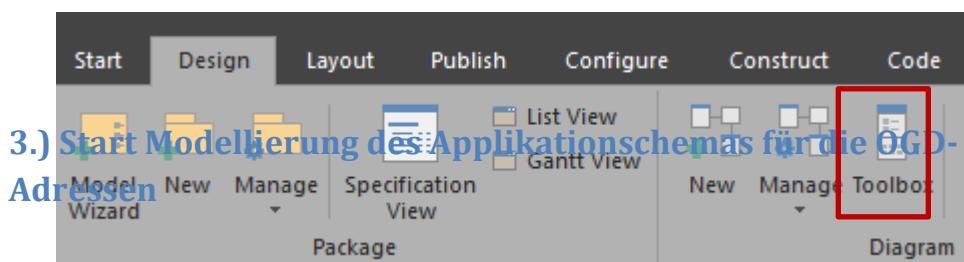 Start Design Layout Publish Configure Construct Code
List View
3.) Start Modellierung des Applikationschemas für die OGD-
Gantt View
Adressen
Model New Manage Specification New Manage Toolbox
Wizard View
Package Diagram